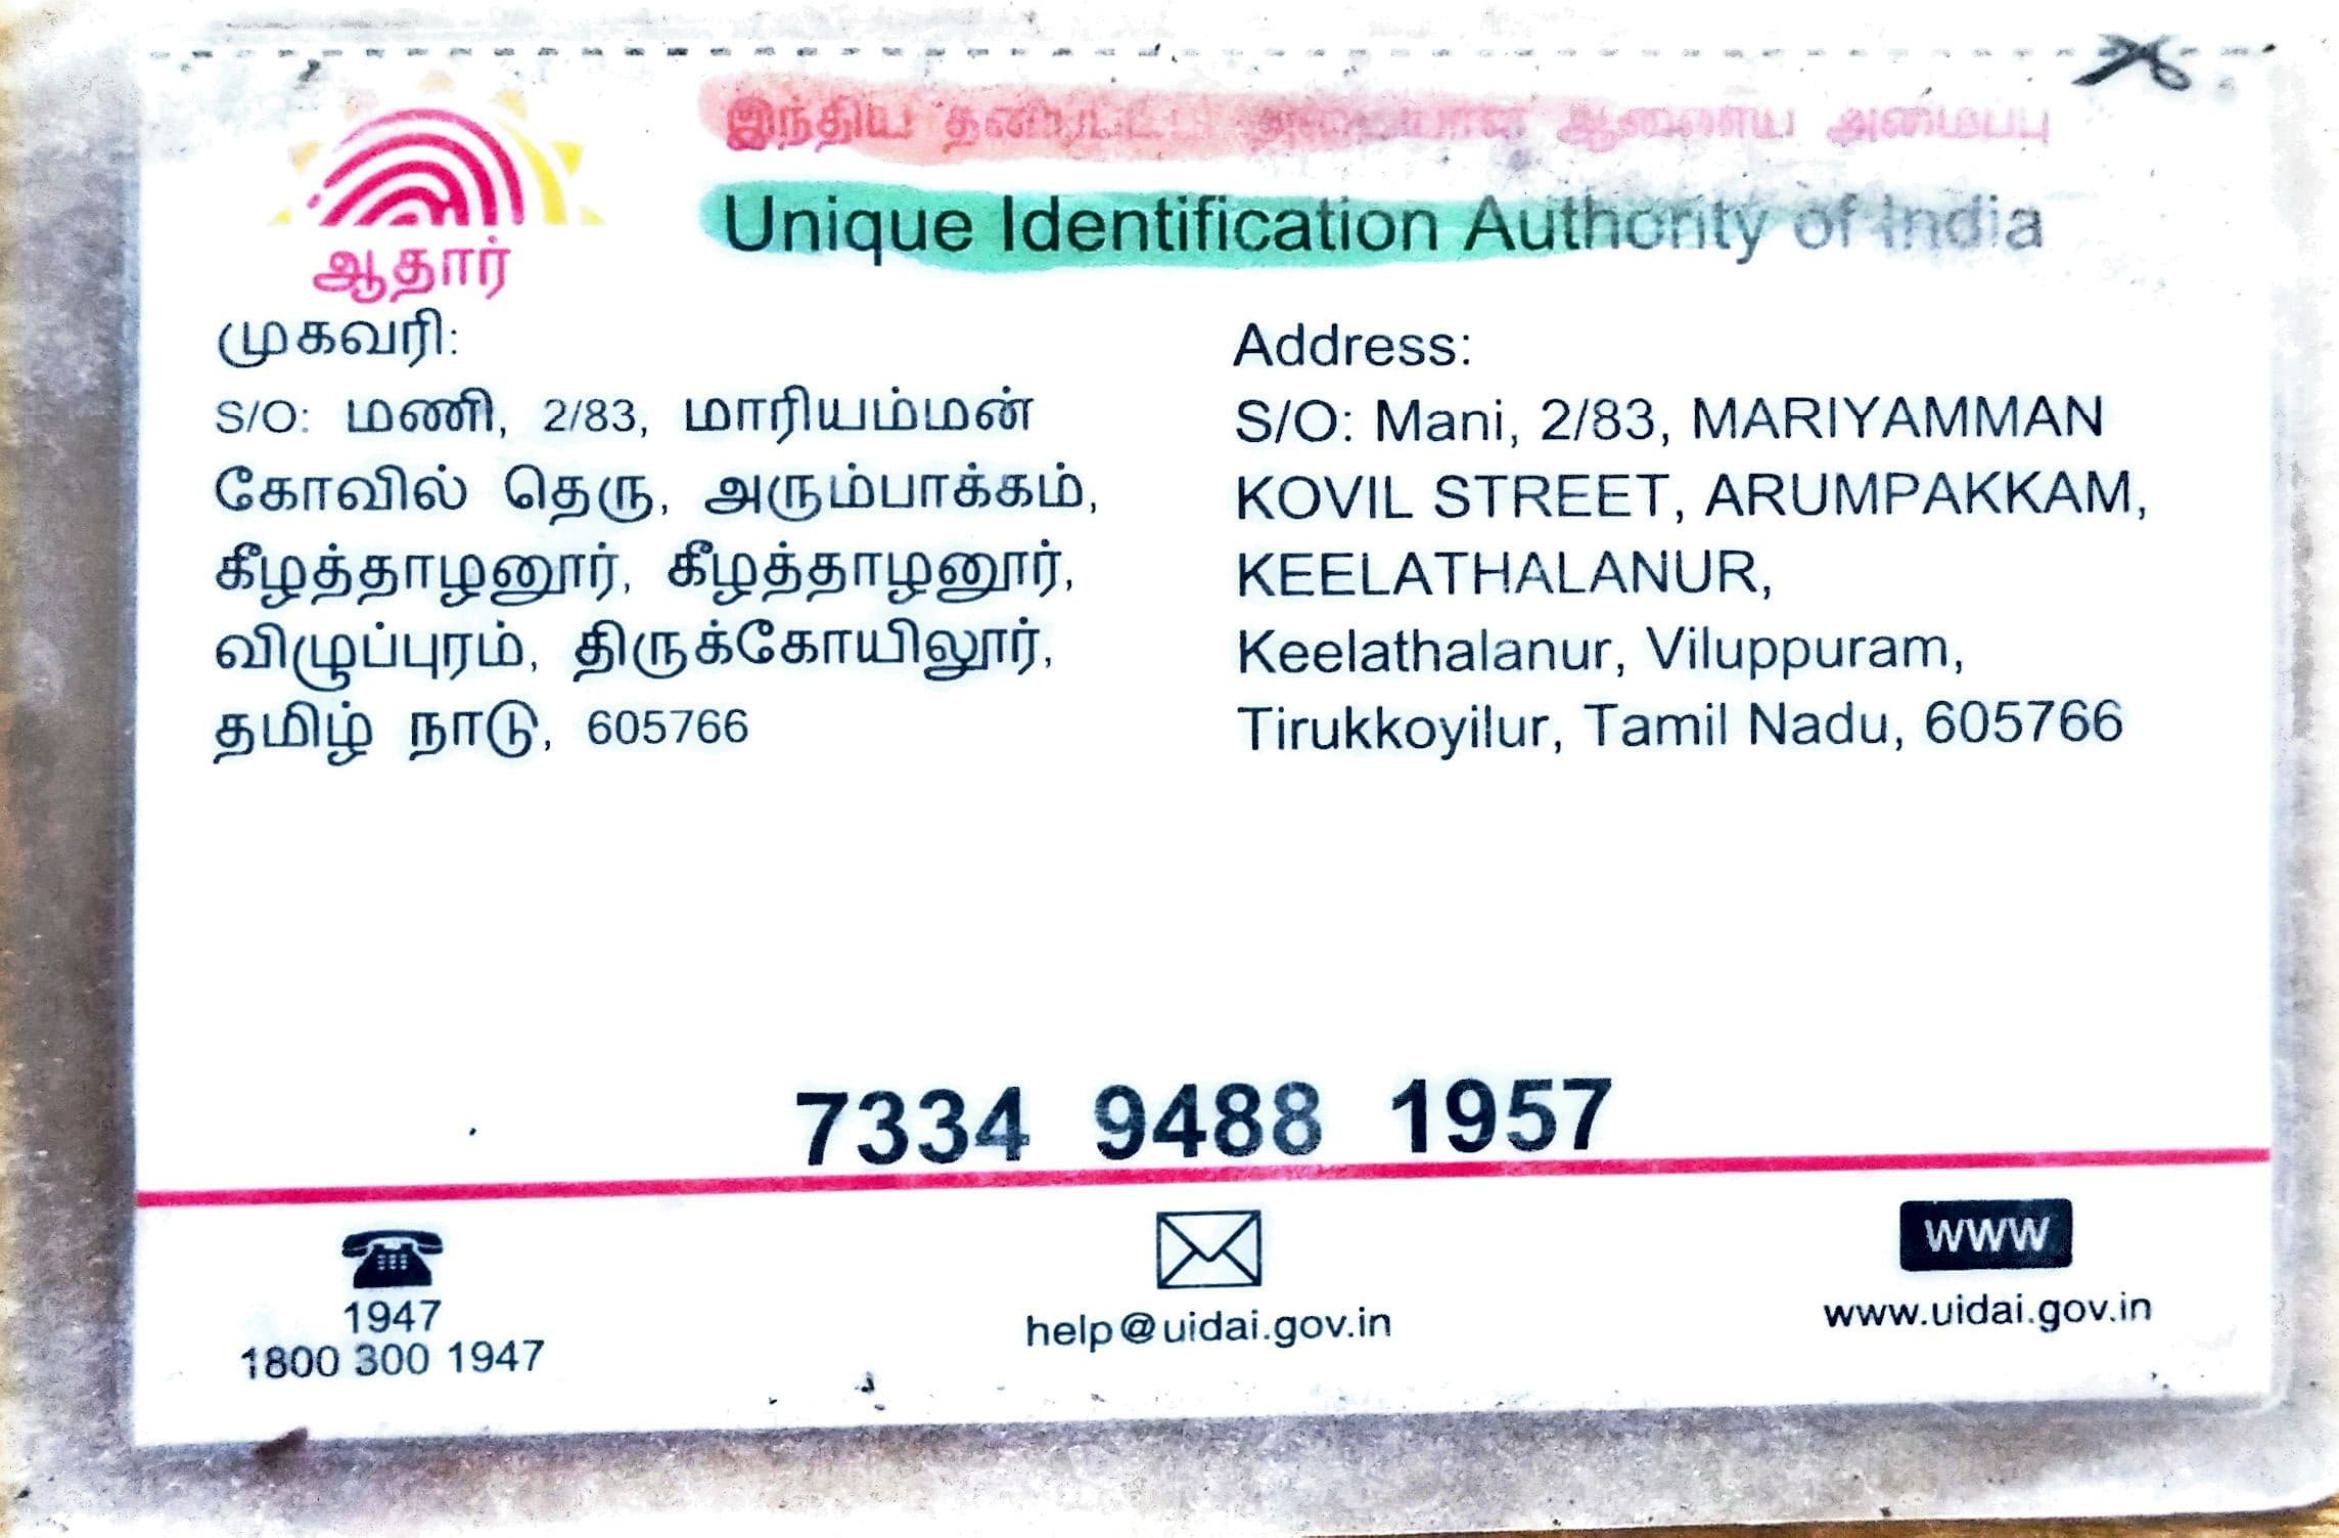 இந்திய தனிப்பட்ட அடையாள ஆணைய அமைப்பு
Unique Identification Authority of India
ஆதார்
முகவரி:
S/O: மணி, 2/83, மாரியம்மன்
கோவில் தெரு, அரும்பாக்கம்,
கீழத்தாழனூர், கீழத்தாழனூர்,
விழுப்புரம், திருக்கோயிலூர்,
தமிழ் நாடு, 605766
Address:
S/O: Mani, 2/83, MARIYAMMAN
KOVIL STREET, ARUMPAKKAM,
KEELATHALANUR,
Keelathalanur, Viluppuram,
Tirukkoyilur, Tamil Nadu, 605766
7334 9488 1957
1947
1800 300 1947
help@uidai.gov.in
www
www.uidai.gov.in